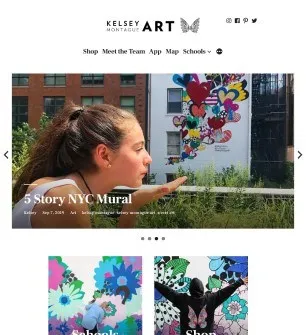 KELSEY
MONTAGUE
ART
Shop Meet the Team App Map Schools
5 Story NYC Mural
Kelsey Sep 7, 2019 Art
Schools
Shop